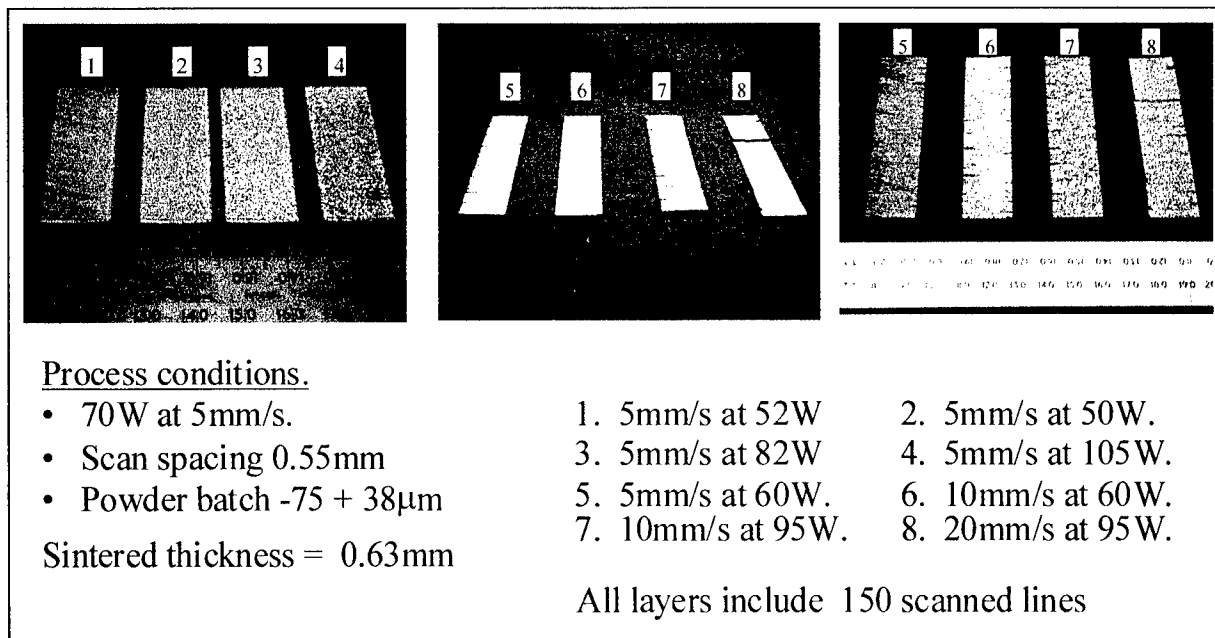 1 2 3 4
5 6 7 8
5 6 7 8
Process conditions.
• 70W at 5mm/s.
• Scan spacing 0.55mm
• Powder batch -75 + 38µm
Sintered thickness = 0.63mm
1. 5mm/s at 52W 2. 5mm/s at 50W.
3. 5mm/s at 82W 4. 5mm/s at 105W.
5. 5mm/s at 60W. 6. 10mm/s at 60W.
7. 10mm/s at 95W. 8. 20mm/s at 95W.
All layers include 150 scanned lines